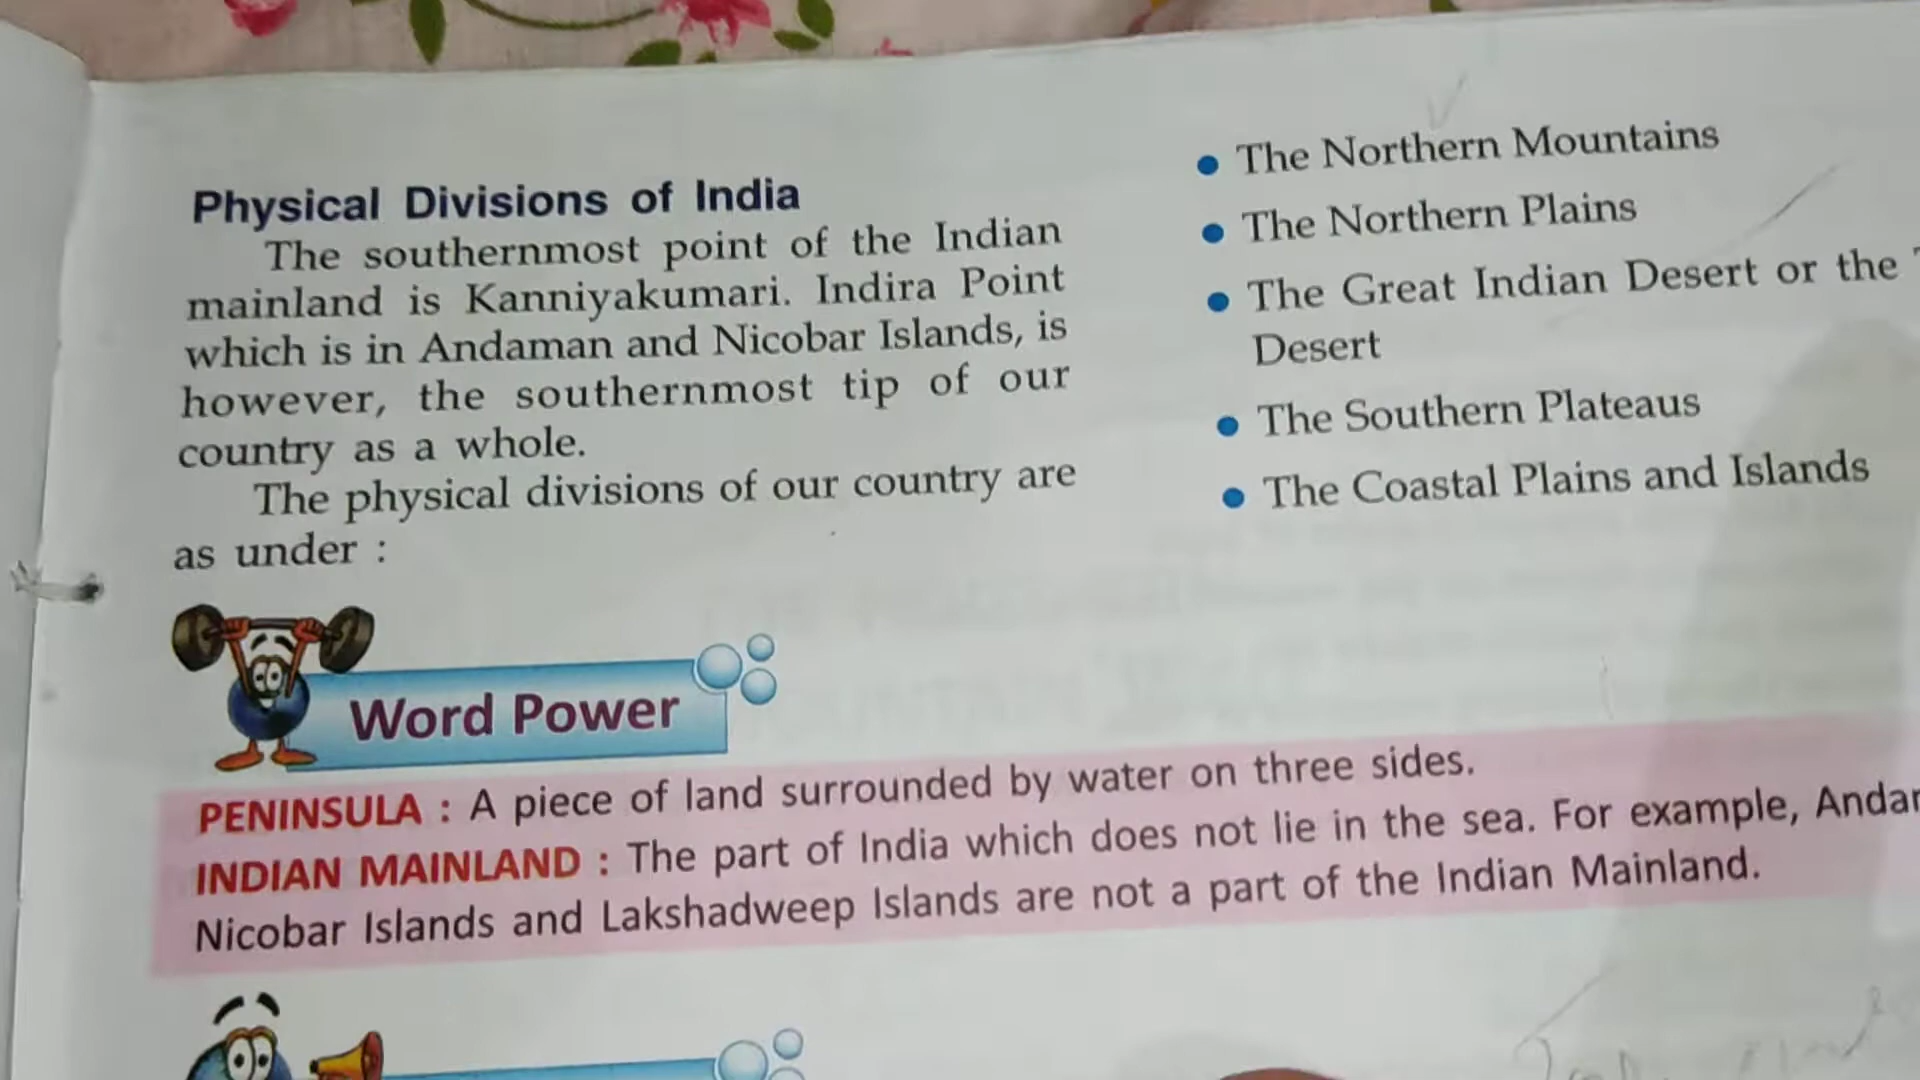 Physical Divisions of India
The southernmost point of the Indian
mainland is Kanniyakumari. Indira Point
which is in Andaman and Nicobar Islands, is
however, the southernmost tip of our
country as a whole.
The physical divisions of our country are
as under :
• The Northern Mountains
• The Northern Plains
• The Great Indian Desert or the
Desert
• The Southern Plateaus
• The Coastal Plains and Islands
Word Power
PENINSULA : A piece of land surrounded by water on three sides.
INDIAN MAINLAND : The part of India which does not lie in the sea. For example,
Nicobar Islands and Lakshadweep Islands are not a part of the Indian Mainland.